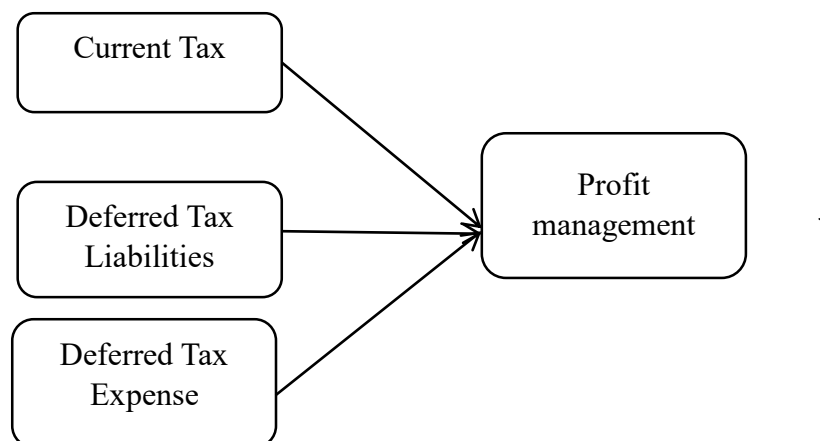 Current Tax
Deferred Tax
Liabilities
Deferred Tax
Expense
Profit
management